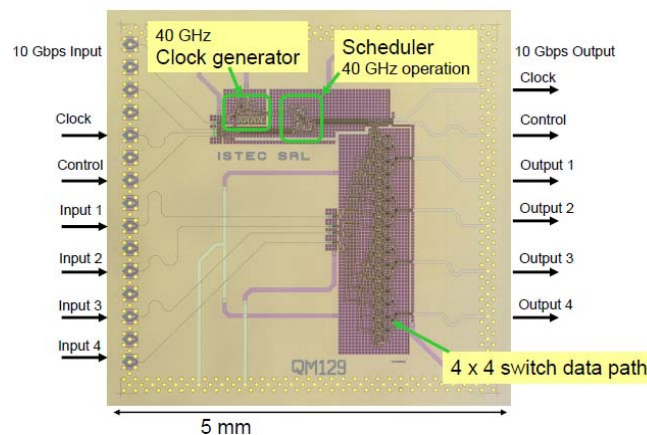 10 Gbps Input
40 GHz
Clock generator
Scheduler
40 GHz operation
10 Gbps Output
Clock
Control
Input 1
Input 2
Input 3
Input 4
Clock
Control
Output 1
Output 2
Output 3
Output 4
ISTEC SRL
QM129
4 x 4 switch data path
5 mm